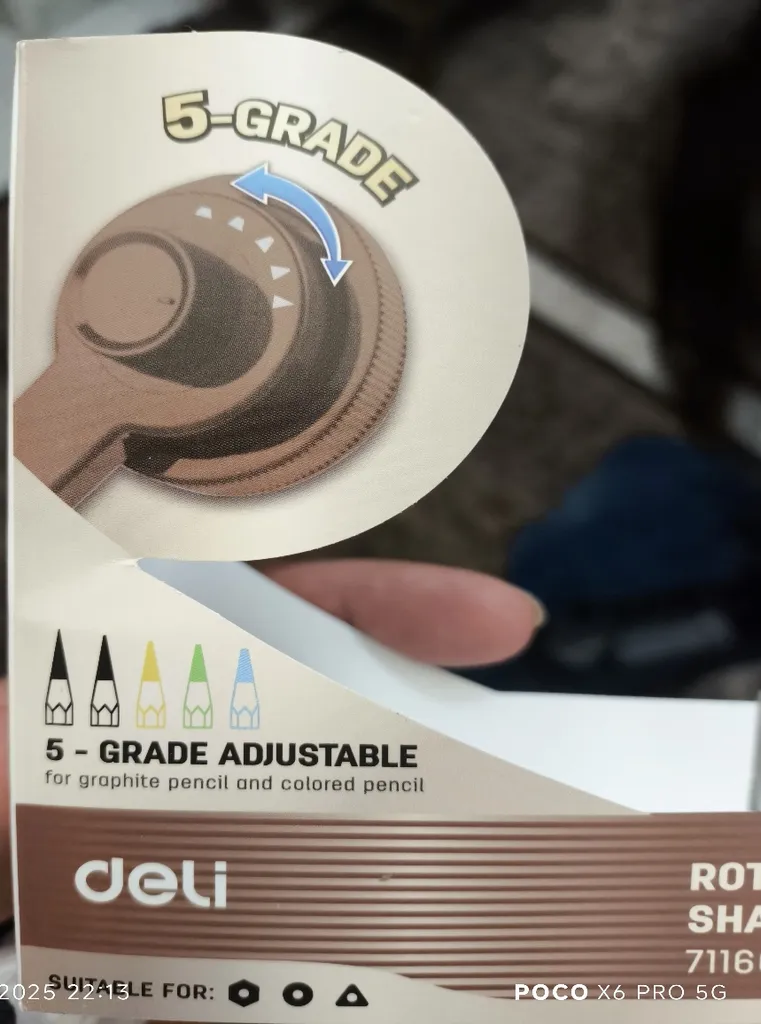 5-GRADE
5 - GRADE ADJUSTABLE
for graphite pencil and colored pencil
deli
ROT
SHA
7116
SUITABLE FOR:
2025 22:13
POCO X6 PRO 5G